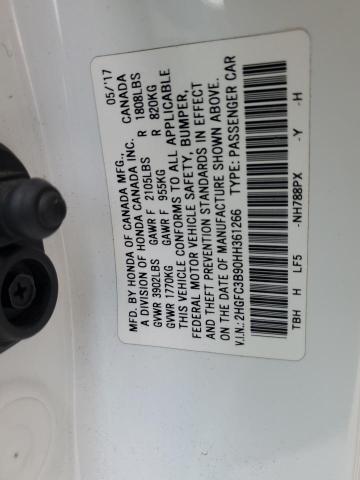 MFD. BY HONDA OF CANADA MFG., 05/'17
A DIVISION OF HONDA CANADA INC. CANADA
GVWR 3902LBS GAWR F 2105LBS R 1808LBS
GVWR 1770KG GAWR F 955KG R 820KG
THIS VEHICLE CONFORMS TO ALL APPLICABLE
FEDERAL MOTOR VEHICLE SAFETY, BUMPER,
AND THEFT PREVENTION STANDARDS IN EFFECT
ON THE DATE OF MANUFACTURE SHOWN ABOVE.
V.I.N.: 2HGFC3B90HH361266 TYPE: PASSENGER CAR
TBH H LF5 -NH788PX -Y -H